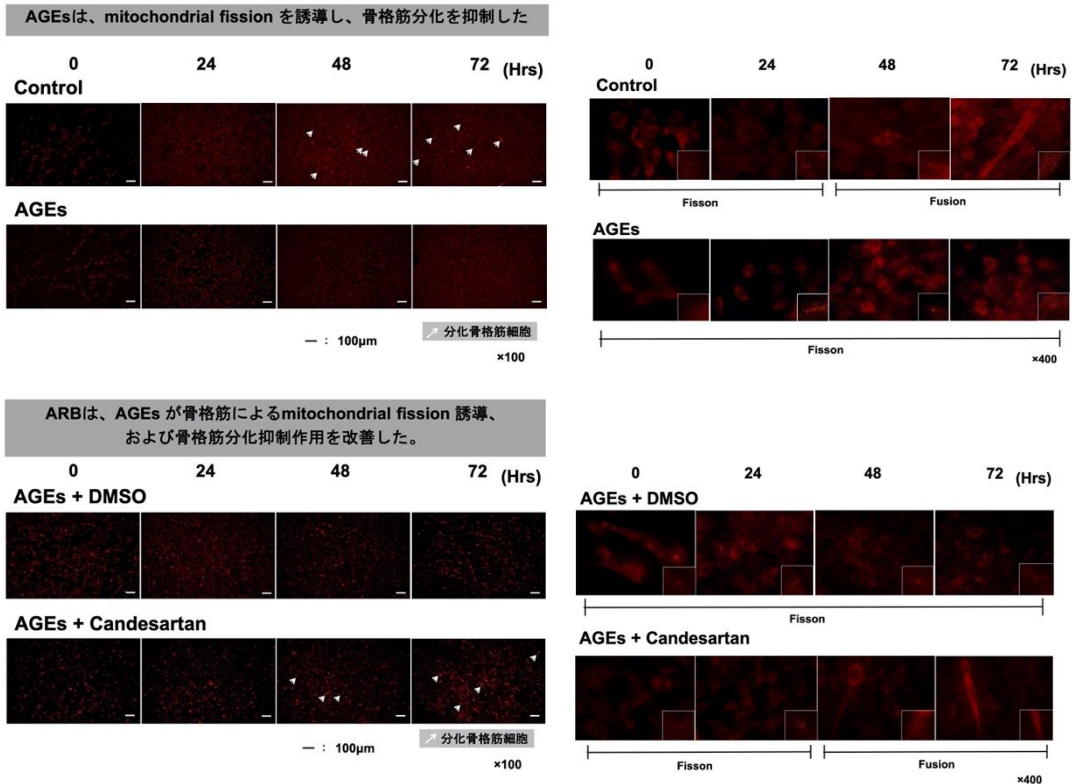 AGEsは、mitochondrial fission を誘導し、骨格筋分化を抑制した
0 24 48 72 (Hrs)
Control
AGEs
— : 100μm
分化骨格筋細胞
×100
0 24 48 72 (Hrs)
Control
Fisson Fusion
AGEs
Fisson
×400
ARBは、AGEs が骨格筋によるmitochondrial fission 誘導、
および骨格筋分化抑制作用を改善した。
0 24 48 72 (Hrs)
AGEs + DMSO
AGEs + Candesartan
— : 100μm
分化骨格筋細胞
×100
0 24 48 72 (Hrs)
AGEs + DMSO
Fisson
AGEs + Candesartan
Fisson Fusion
×400